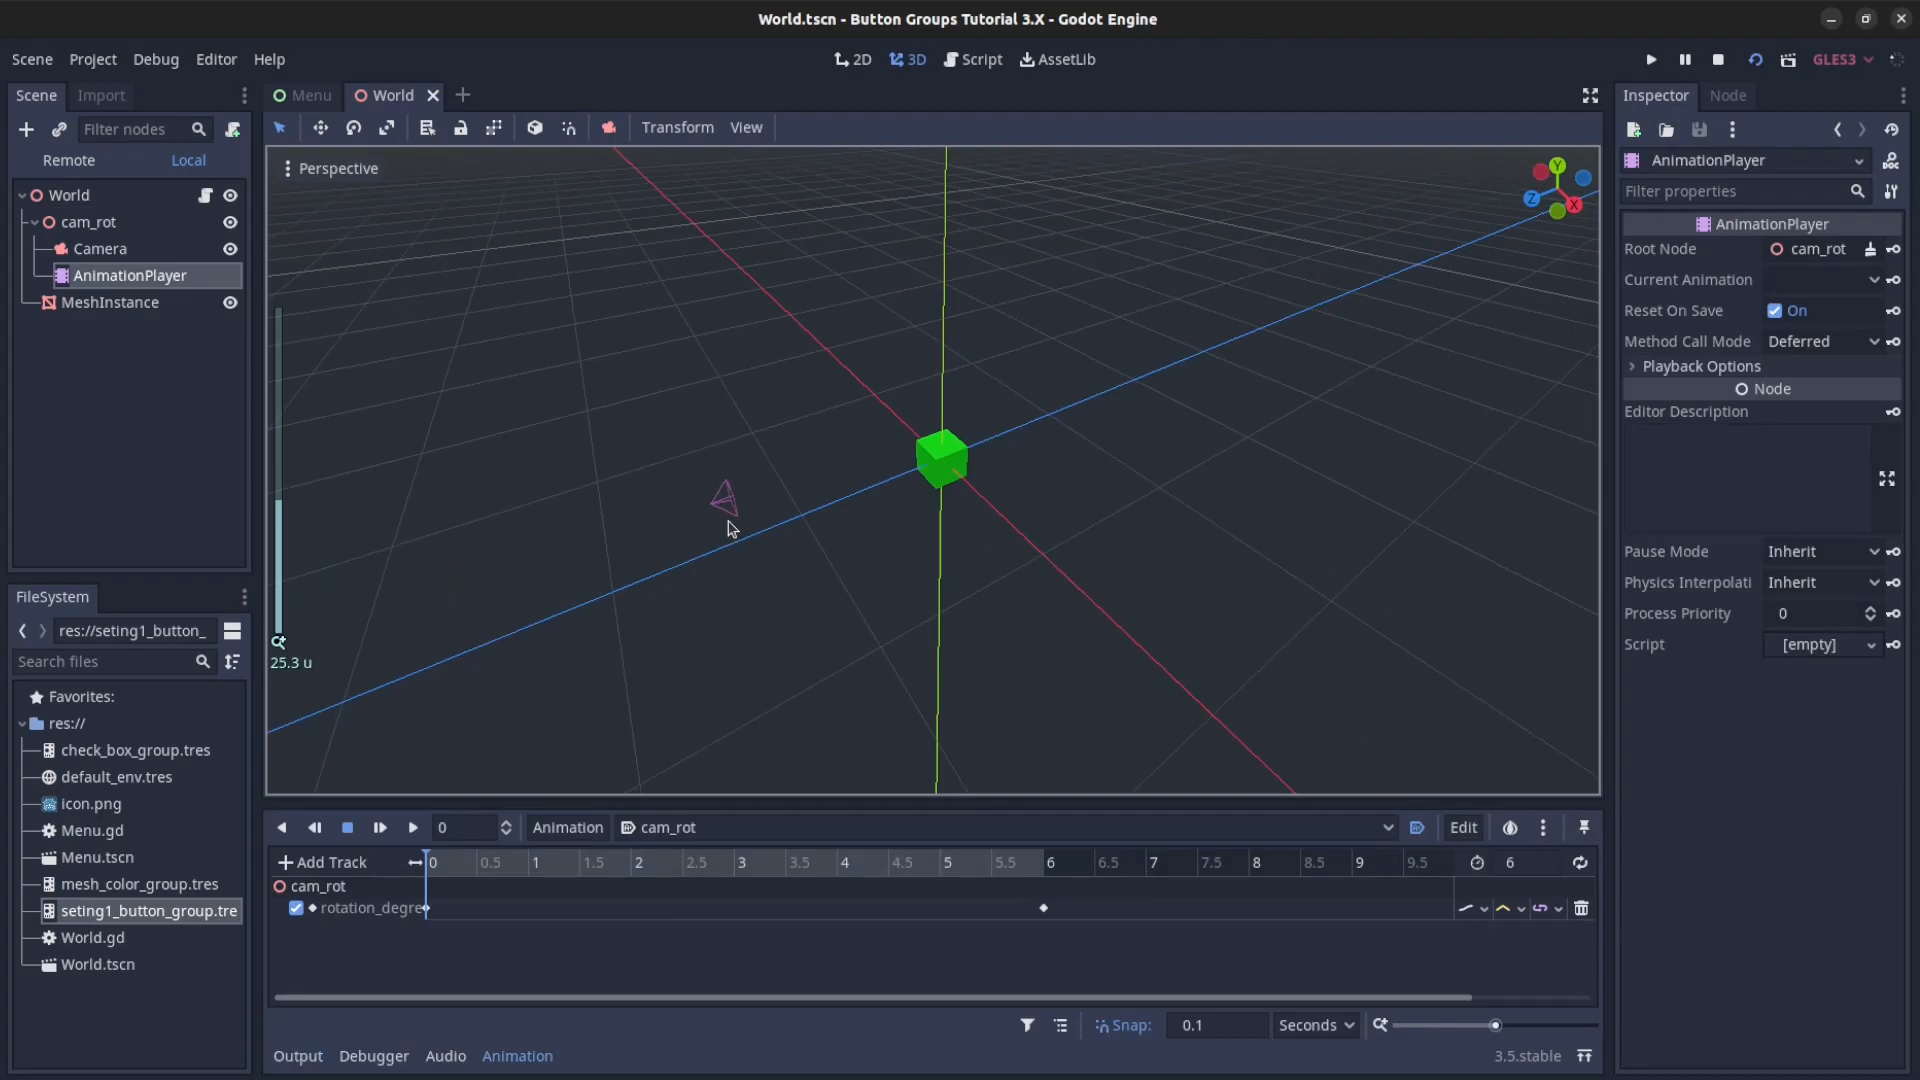 World.tscn - Button Groups Tutorial 3.X - Godot Engine
Scene Project Debug Editor Help
2D 3D Script AssetLib
GLES3
Scene Import
Menu World
Inspector Node
Filter nodes
Transform View
Remote Local
AnimationPlayer
Perspective
Y
Z
X
Filter properties
World
cam_rot
Camera
AnimationPlayer
MeshInstance
AnimationPlayer
Root Node cam_rot
Current Animation
Reset On Save On
Method Call Mode Deferred
Playback Options
Node
Editor Description
Pause Mode Inherit
Physics Interpolati Inherit
Process Priority 0
Script [empty]
25.3 u
FileSystem
res://seting1_button_
Search files
Favorites:
res://
check_box_group.tres
default_env.tres
icon.png
Menu.gd
Menu.tscn
mesh_color_group.tres
seting1_button_group.tre
World.gd
World.tscn
0 Animation cam_rot Edit
Add Track 0 0.5 1 1.5 2 2.5 3 3.5 4 4.5 5 5.5 6 6.5 7 7.5 8 8.5 9 9.5 6
cam_rot
rotation_degre
Snap: 0.1 Seconds
Output Debugger Audio Animation
3.5.stable